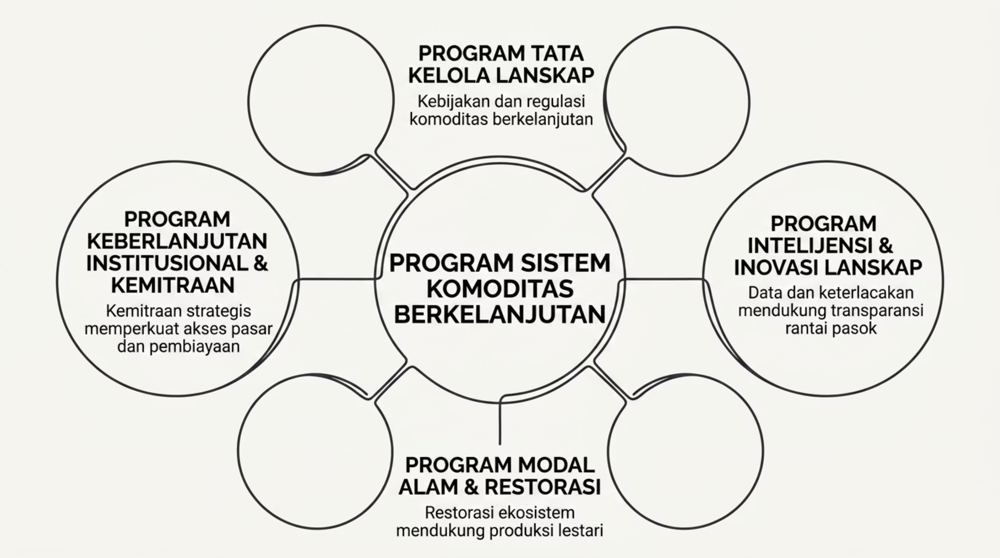 PROGRAM TATA
KELOLA LANSKAP
Kebijakan dan regulasi
komoditas berkelanjutan
PROGRAM
KEBERLANJUTAN
INSTITUSIONAL &
KEMITRAAN
Kemitraan strategis
memperkuat akses pasar
dan pembiayaan
PROGRAM SISTEM
KOMODITAS
BERKELANJUTAN
PROGRAM
INTELIJENSI &
INOVASI LANSKAP
Data dan keterlacakan
mendukung transparansi
rantai pasok
PROGRAM MODAL
ALAM & RESTORASI
Restorasi ekosistem
mendukung produksi lestari